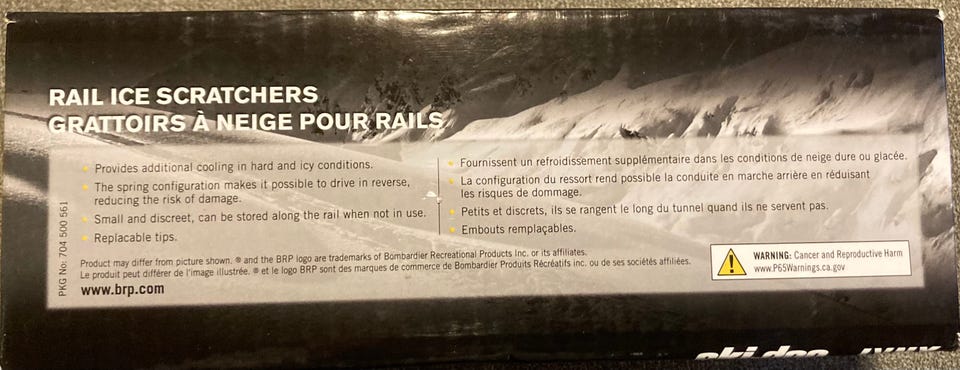 RAIL ICE SCRATCHERS
GRATTOIRS À NEIGE POUR RAILS
Provides additional cooling in hard and icy conditions.
The spring configuration makes it possible to drive in reverse,
reducing the risk of damage.
Small and discreet, can be stored along the rail when not in use.
Replacable tips.
Fournissent un refroidissement supplémentaire dans les conditions de neige dure ou glacée.
La configuration du ressort rend possible la conduite en marche arrière en réduisant
les risques de dommage.
Petits et discrets, ils se rangent le long du tunnel quand ils ne servent pas.
Embouts remplaçables.
PKG No: 704 500 561
Product may differ from picture shown. ® and the BRP logo are trademarks of Bombardier Recreational Products Inc. or its affiliates.
Le produit peut différer de l'image illustrée. ® et le logo BRP sont des marques de commerce de Bombardier Produits Récréatifs inc. ou de ses sociétés affiliées.
www.brp.com
WARNING: Cancer and Reproductive Harm
www.P65Warnings.ca.gov
ski-doo lynx